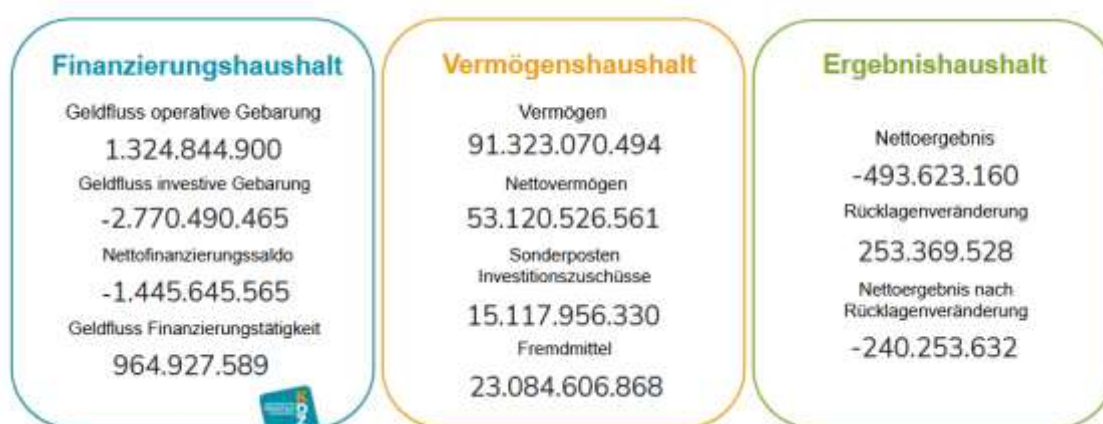 Finanzierungshaushalt
Geldfluss operative Gebarung
1.324.844.900
Geldfluss investive Gebarung
-2.770.490.465
Nettofinanzierungssaldo
-1.445.645.565
Geldfluss Finanzierungstätigkeit
964.927.589
Vermögenshaushalt
Vermögen
91.323.070.494
Nettovermögen
53.120.526.561
Sonderposten
Investitionszuschüsse
15.117.956.330
Fremdmittel
23.084.606.868
Ergebnishaushalt
Nettoergebnis
-493.623.160
Rücklagenveränderung
253.369.528
Nettoergebnis nach
Rücklagenveränderung
-240.253.632